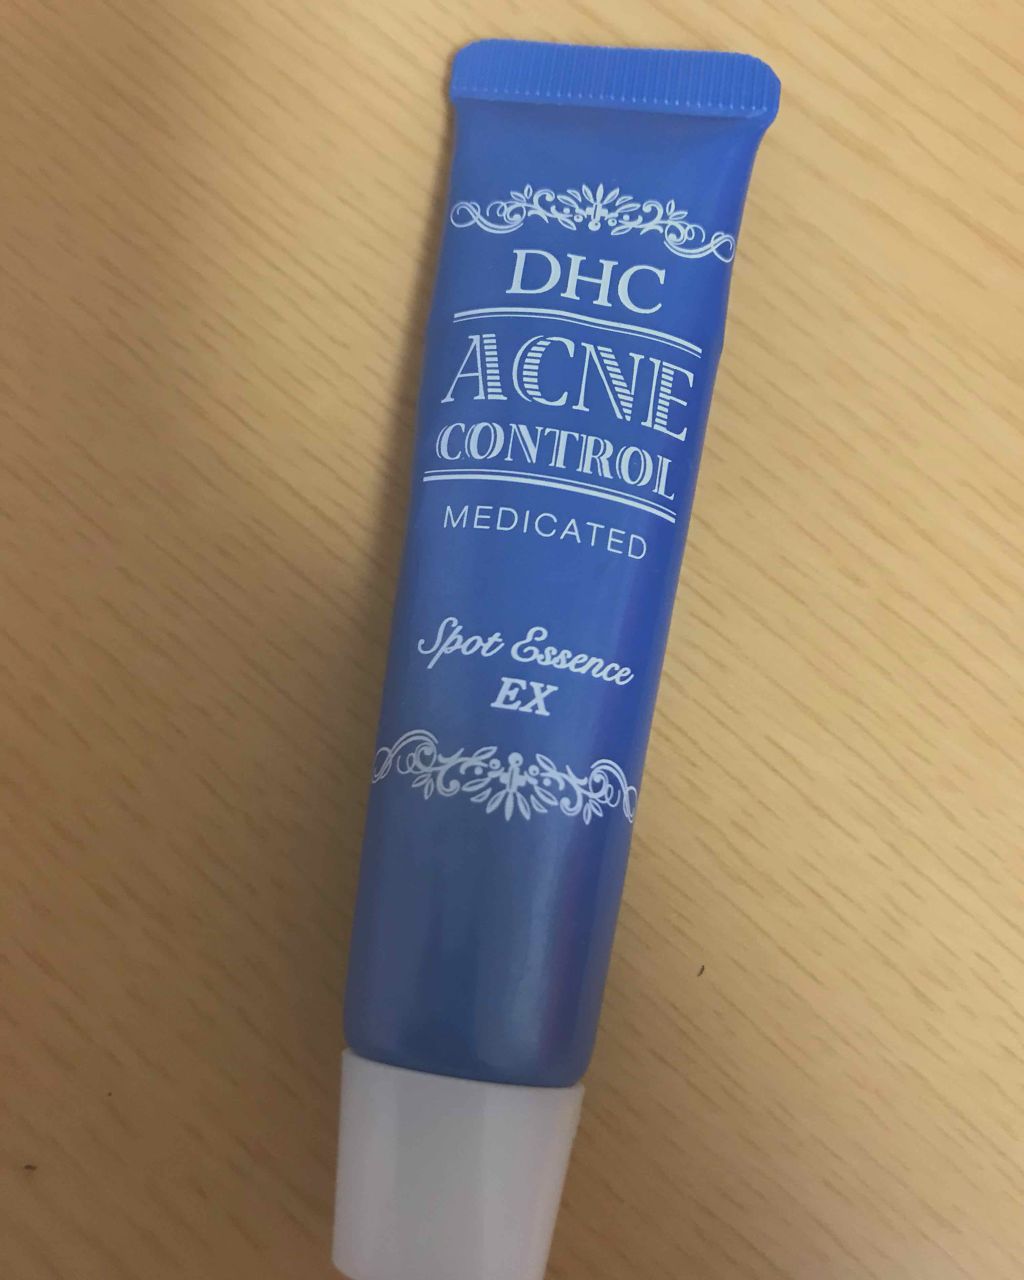 DHC
ACNE
CONTROL
MEDICATED
Spot Essence
EX